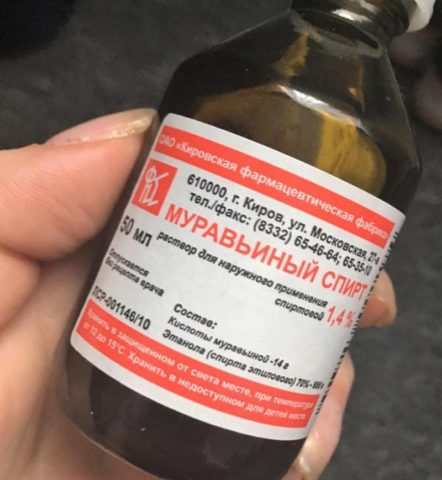 ОАО «Кировская фармацевтическая фабрика»
610000, г. Киров, ул. Московская, 27-а
тел./факс: (8332) 65-46-64; 65-35-10
МУРАВЬИНЫЙ СПИРТ
50 мл
раствор для наружного применения
спиртовой 1,4 %
Отпускается
без рецепта врача
ЛСР-001146/10
Состав:
Кислоты муравьиной -14 г
Этанола (спирта этилового) 70%-
Хранить в защищенном от света месте, при температуре
от 12 до 15°С. Хранить в недоступном для детей месте